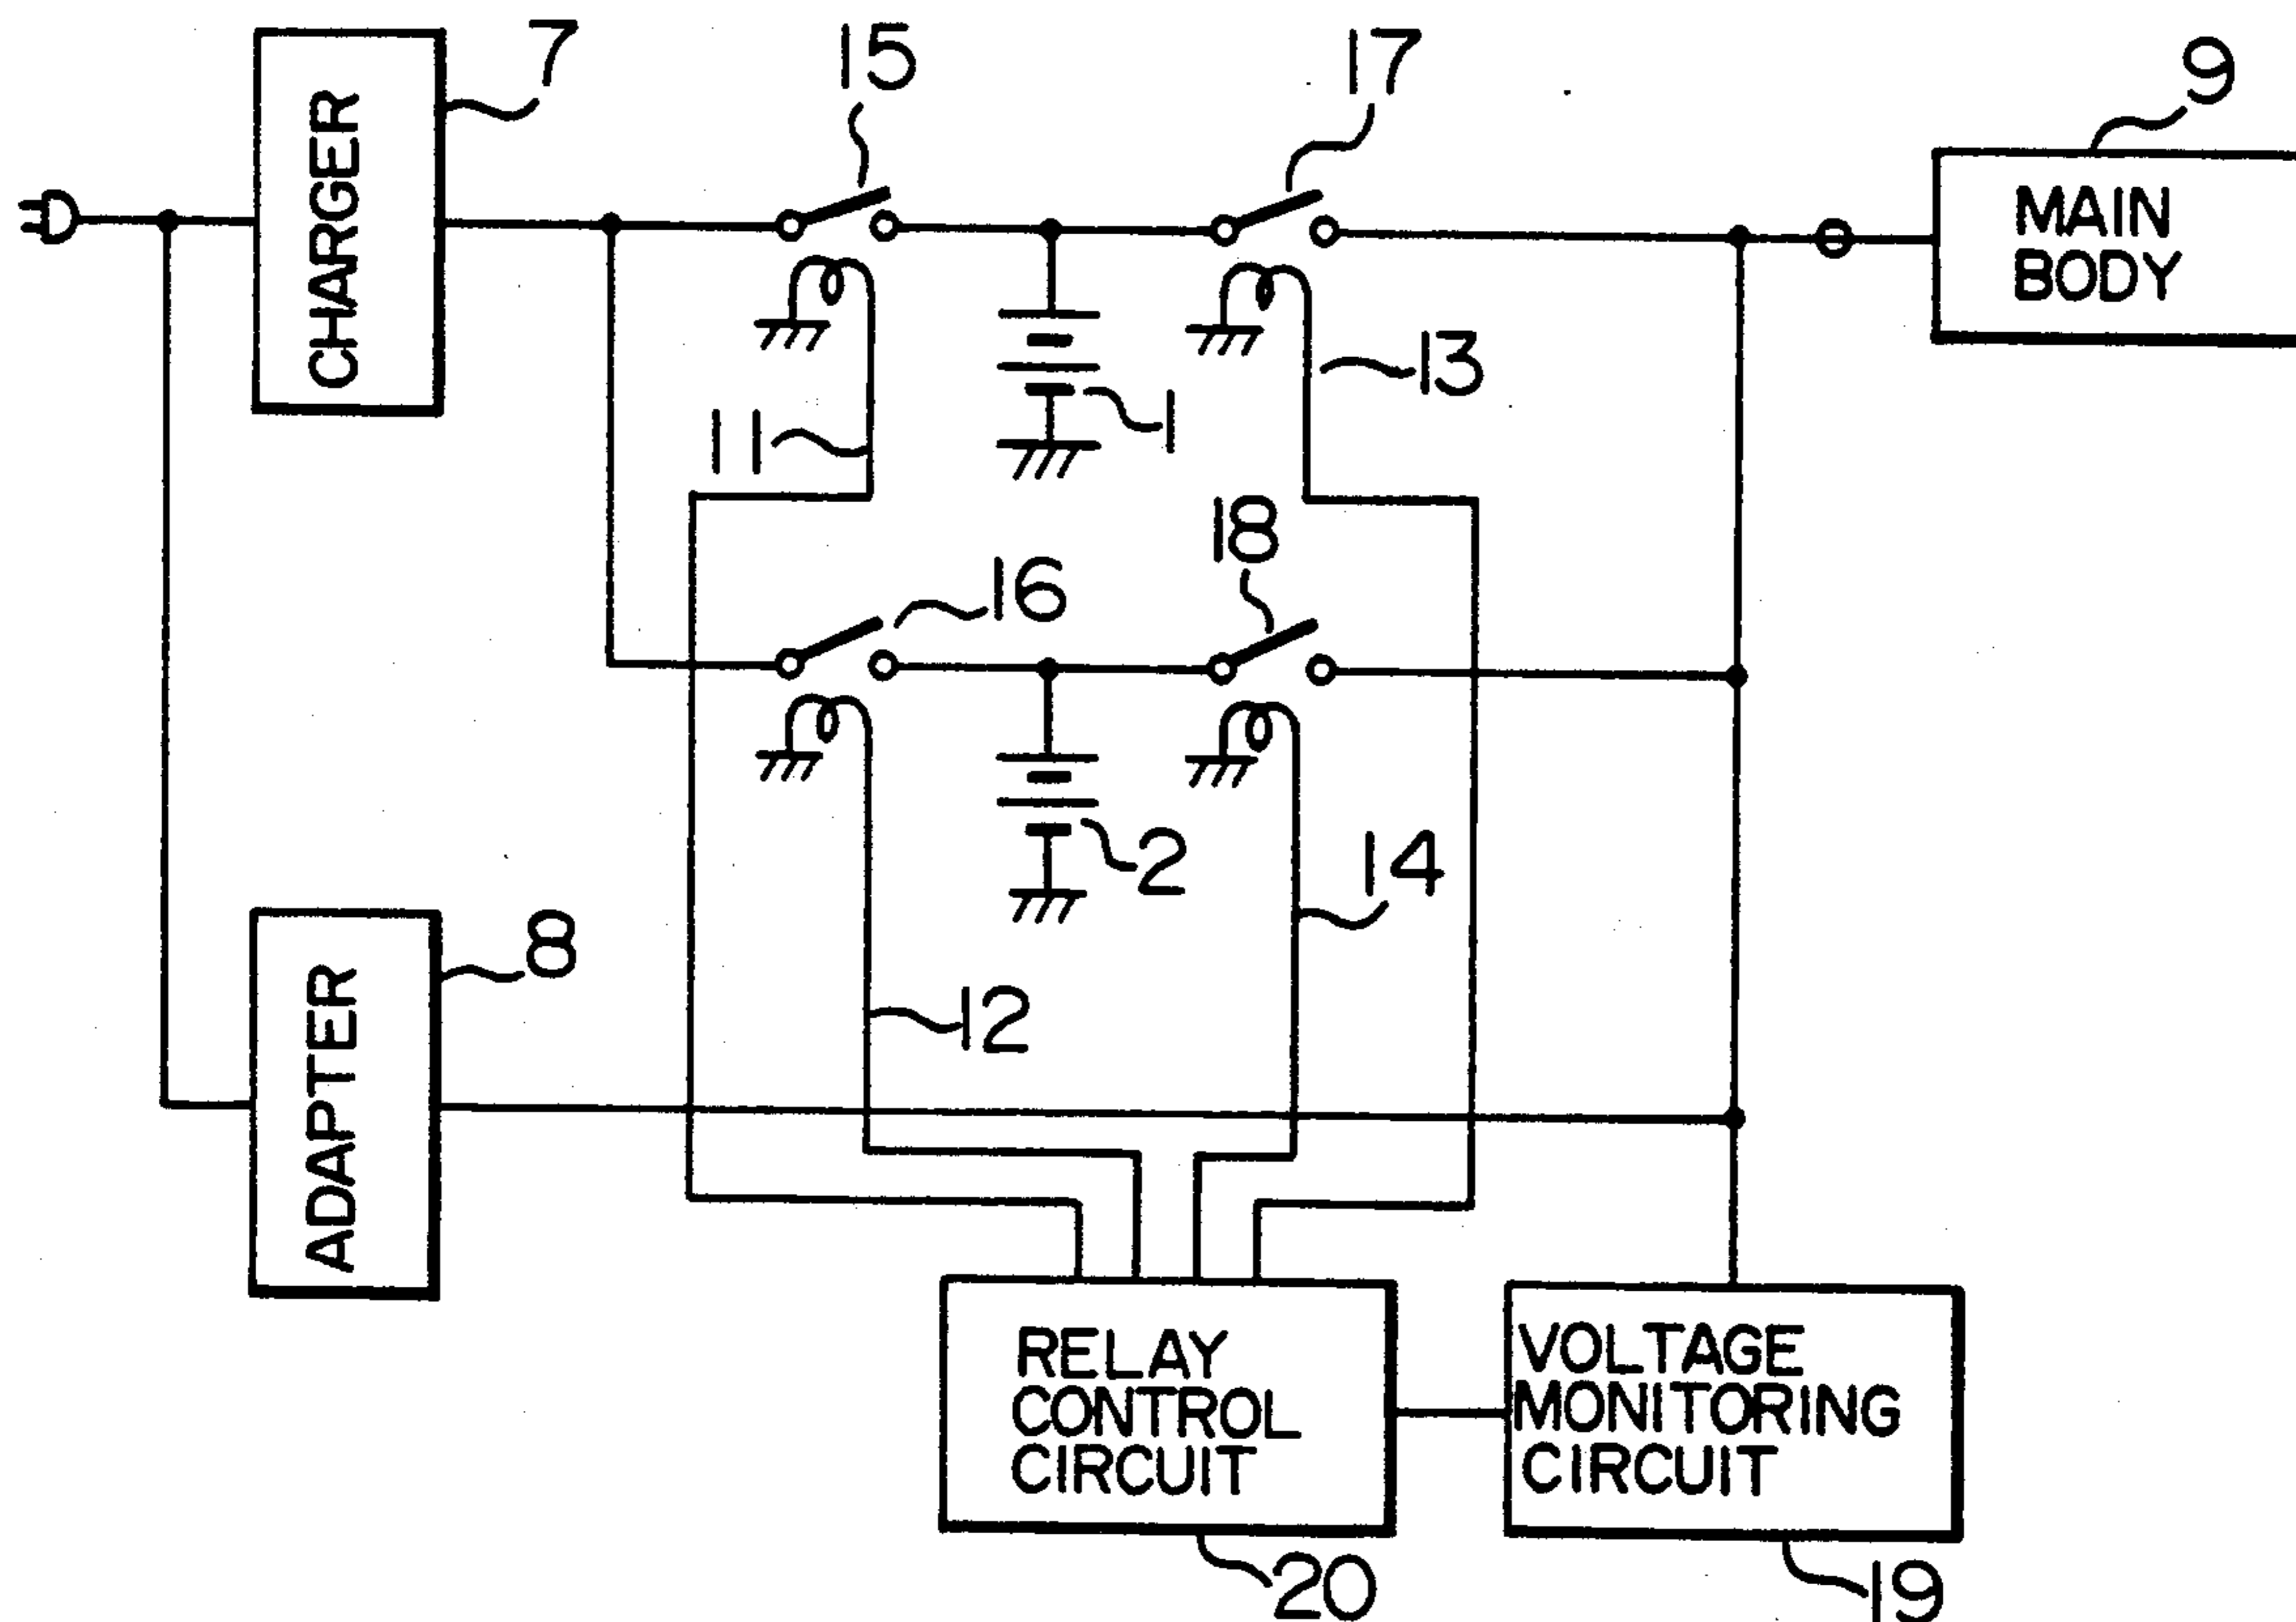 7
15
17
9
CHARGER
MAIN
BODY
13
11
1
18
16
14
2
8
12
ADAPTER
RELAY
CONTROL
CIRCUIT
VOLTAGE
MONITORING
CIRCUIT
20
19